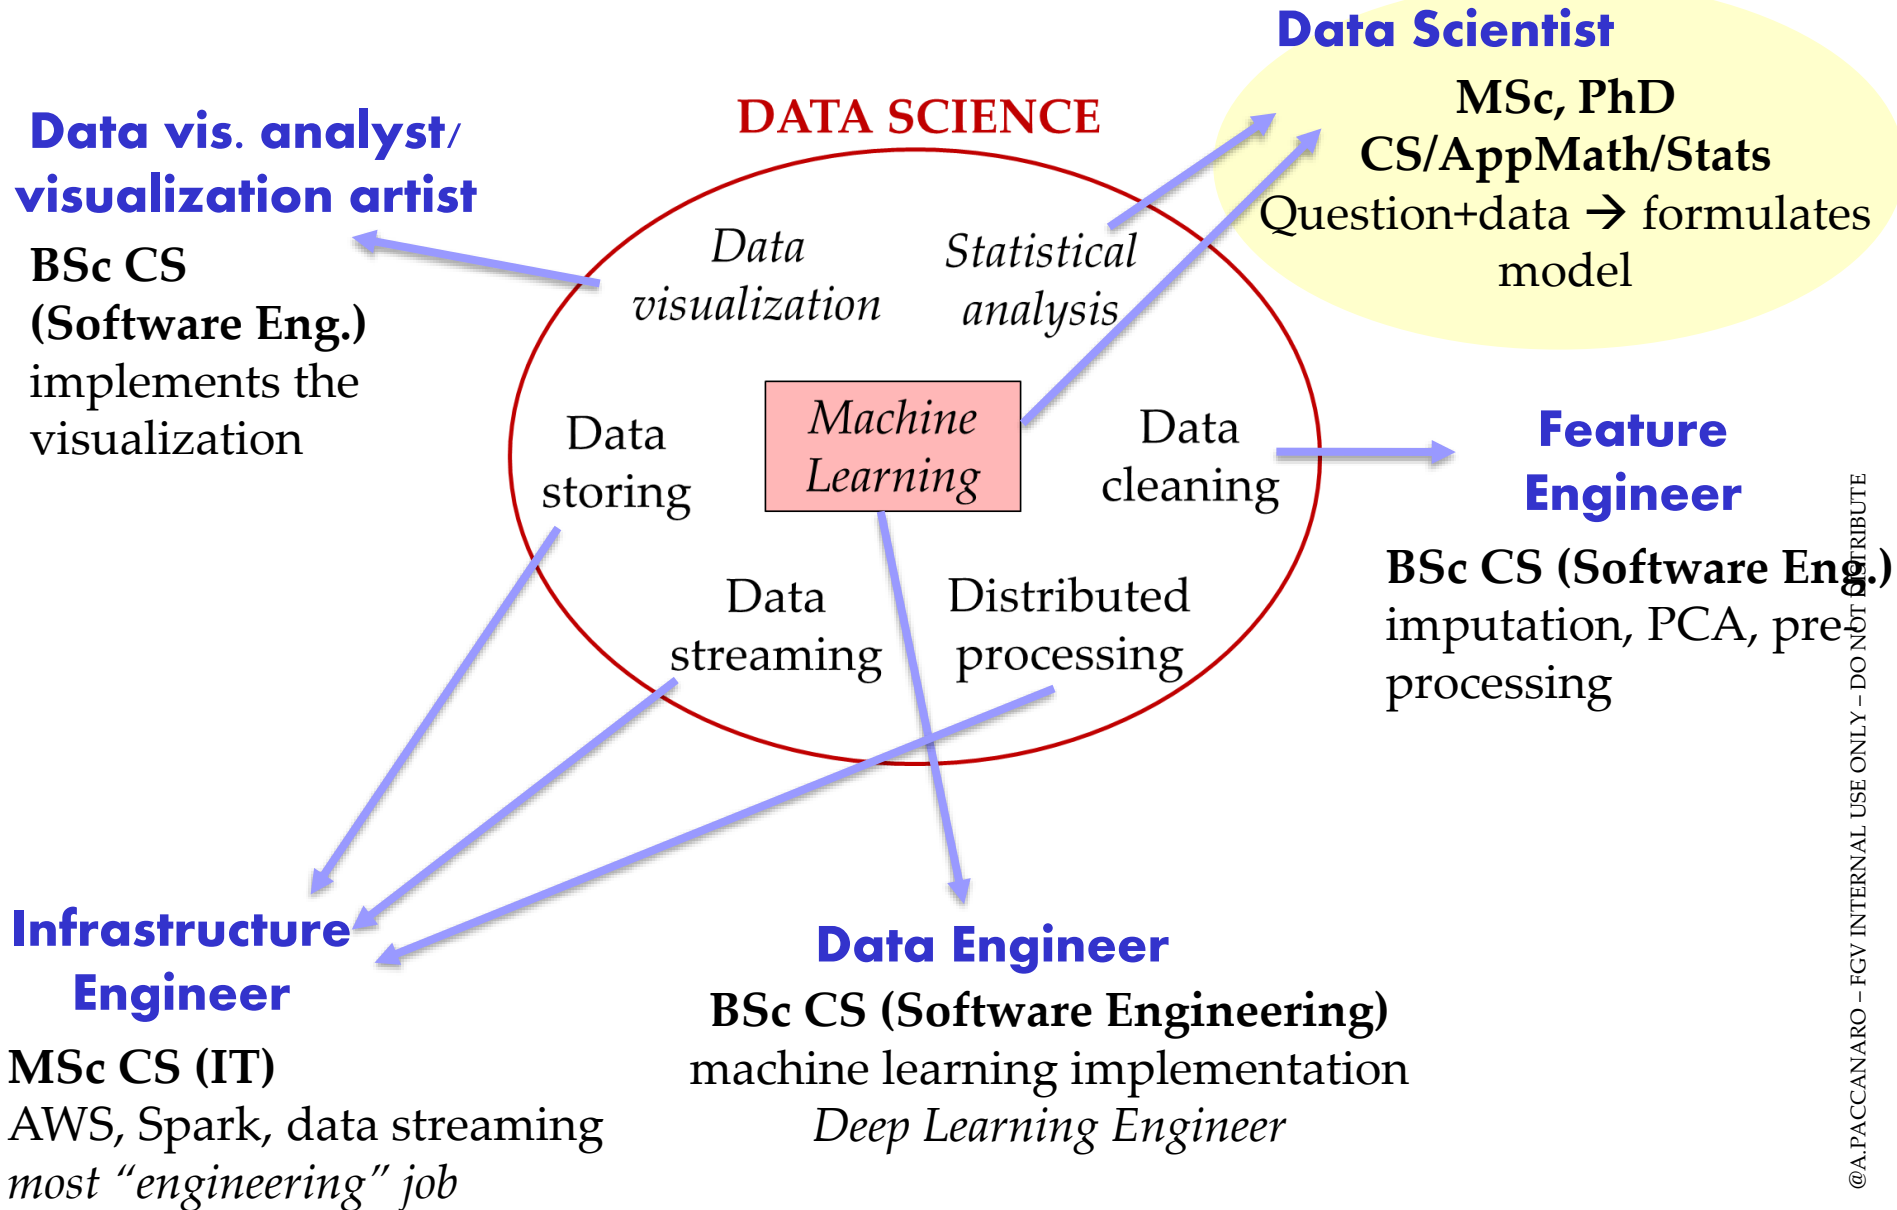 Data Scientist
MSc, PhD
CS/AppMath/Stats
Question+data → formulates
model
DATA SCIENCE
Data vis. analyst/
visualization artist
BSc CS
(Software Eng.)
implements the
visualization
Data
visualization
Statistical
analysis
Data
storing
Machine
Learning
Data
cleaning
Data
streaming
Distributed
processing
Feature
Engineer
BSc CS (Software Eng.)
imputation, PCA, pre-
processing
Infrastructure
Engineer
MSc CS (IT)
AWS, Spark, data streaming
most “engineering” job
Data Engineer
BSc CS (Software Engineering)
machine learning implementation
Deep Learning Engineer
@A.PACCANARO – FGV INTERNAL USE ONLY – DO NOT DISTRIBUTE